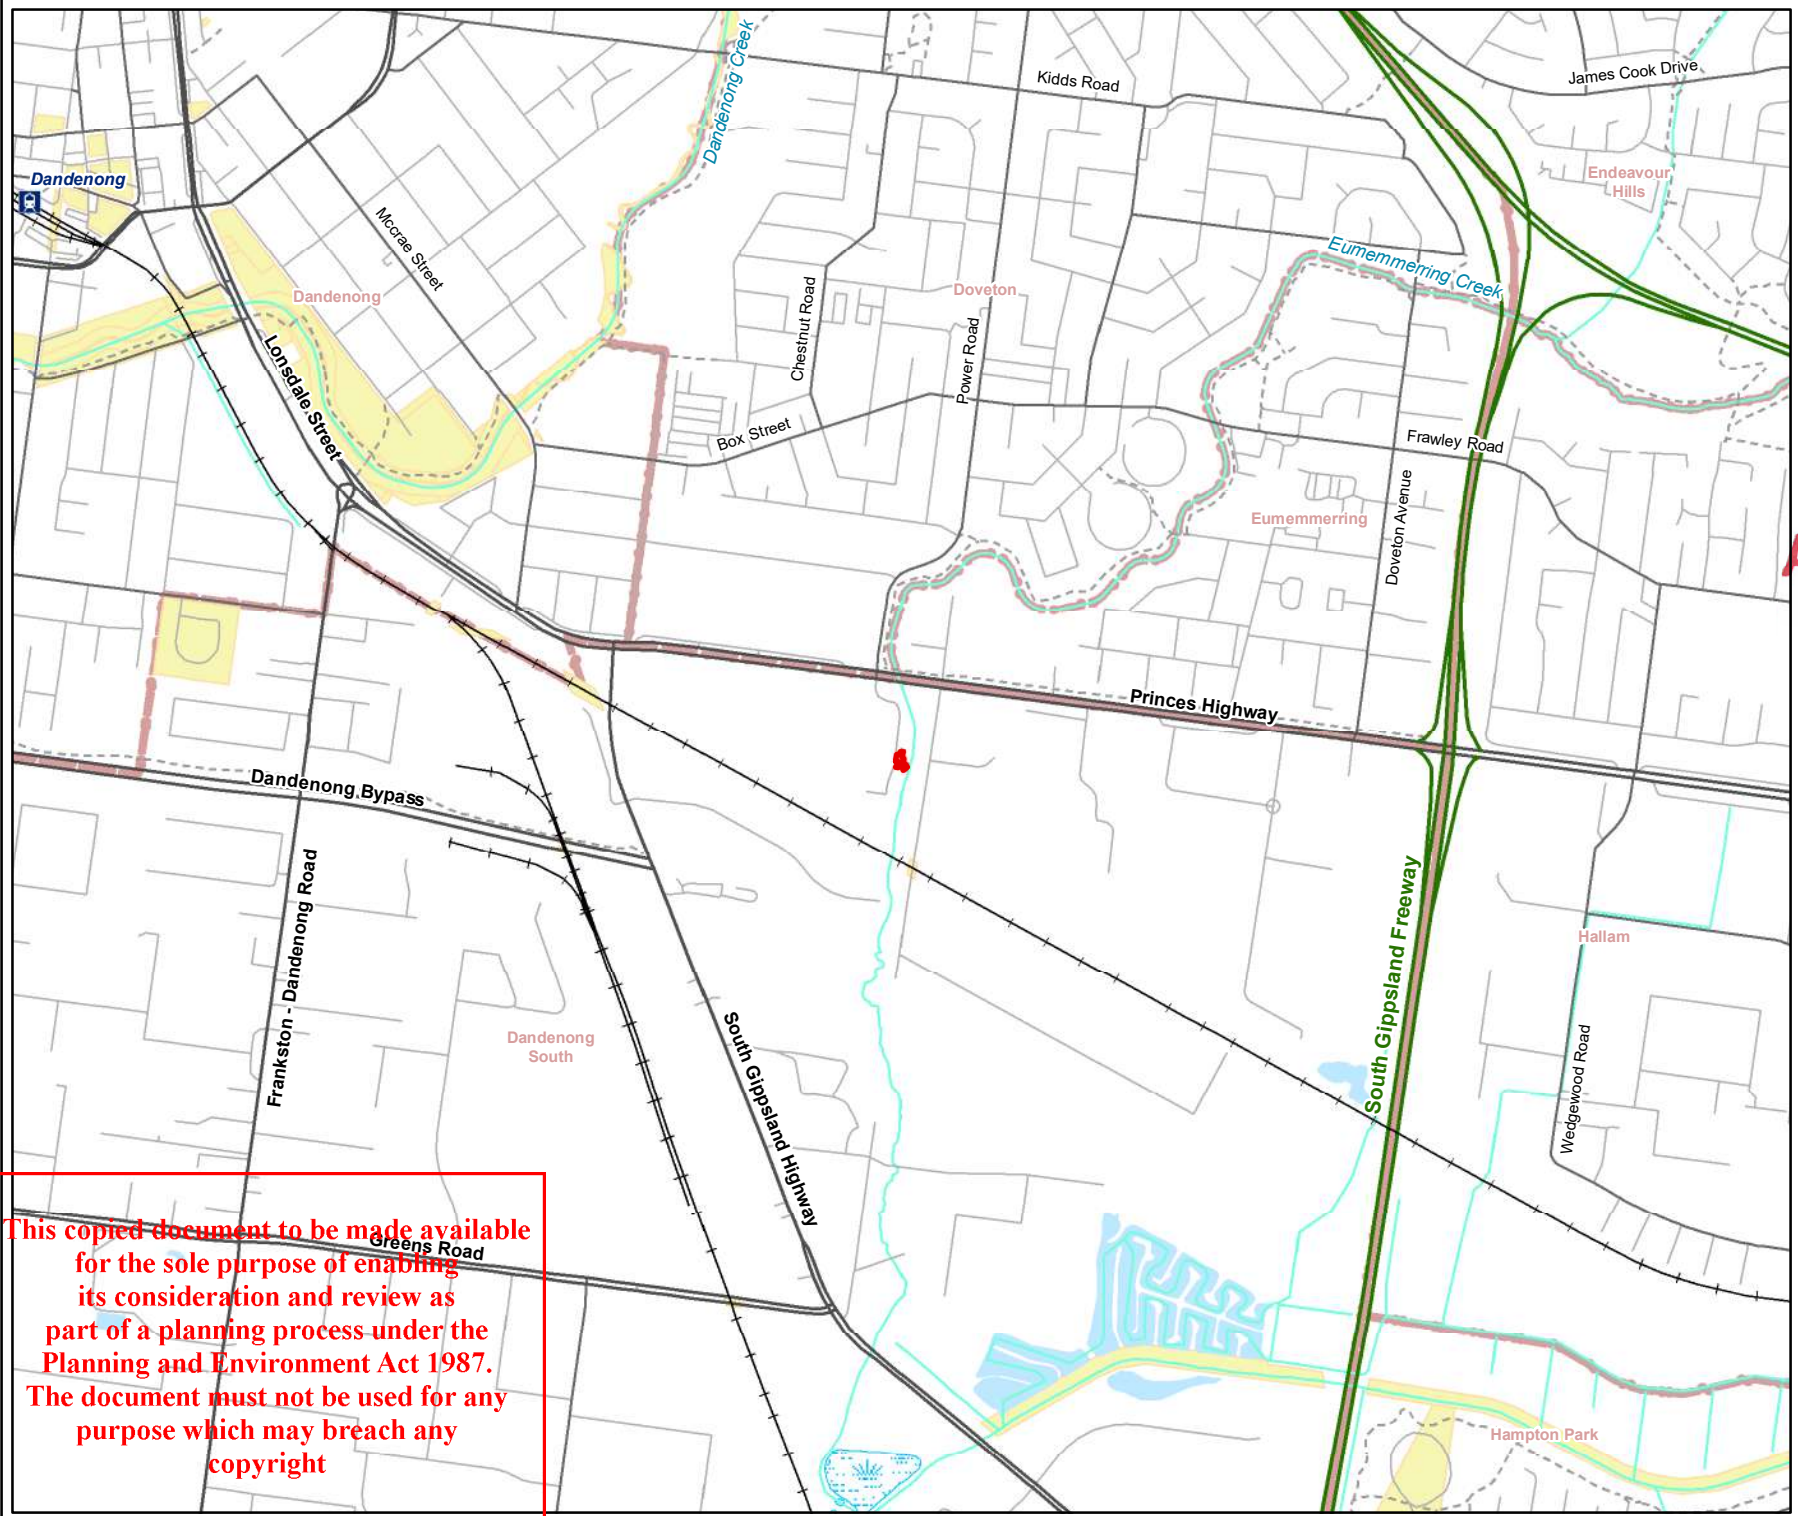 Dandenong Creek
Kidds Road
James Cook Drive
Dandenong
Endeavour
Hills
Mccrae Street
Eumemmerring Creek
Dandenong
Doveton
Chestnut Road
Power Road
Lonsdale Street
Box Street
Frawley Road
Doveton Avenue
Eumemmerring
Princes Highway
Dandenong Bypass
Frankston - Dandenong Road
South Gippsland Freeway
Hallam
Dandenong
South
South Gippsland Highway
Wedgewood Road
Greens Road
This copied document to be made available
for the sole purpose of enabling
its consideration and review as
part of a planning process under the
Planning and Environment Act 1987.
The document must not be used for any
purpose which may breach any
copyright
Hampton Park